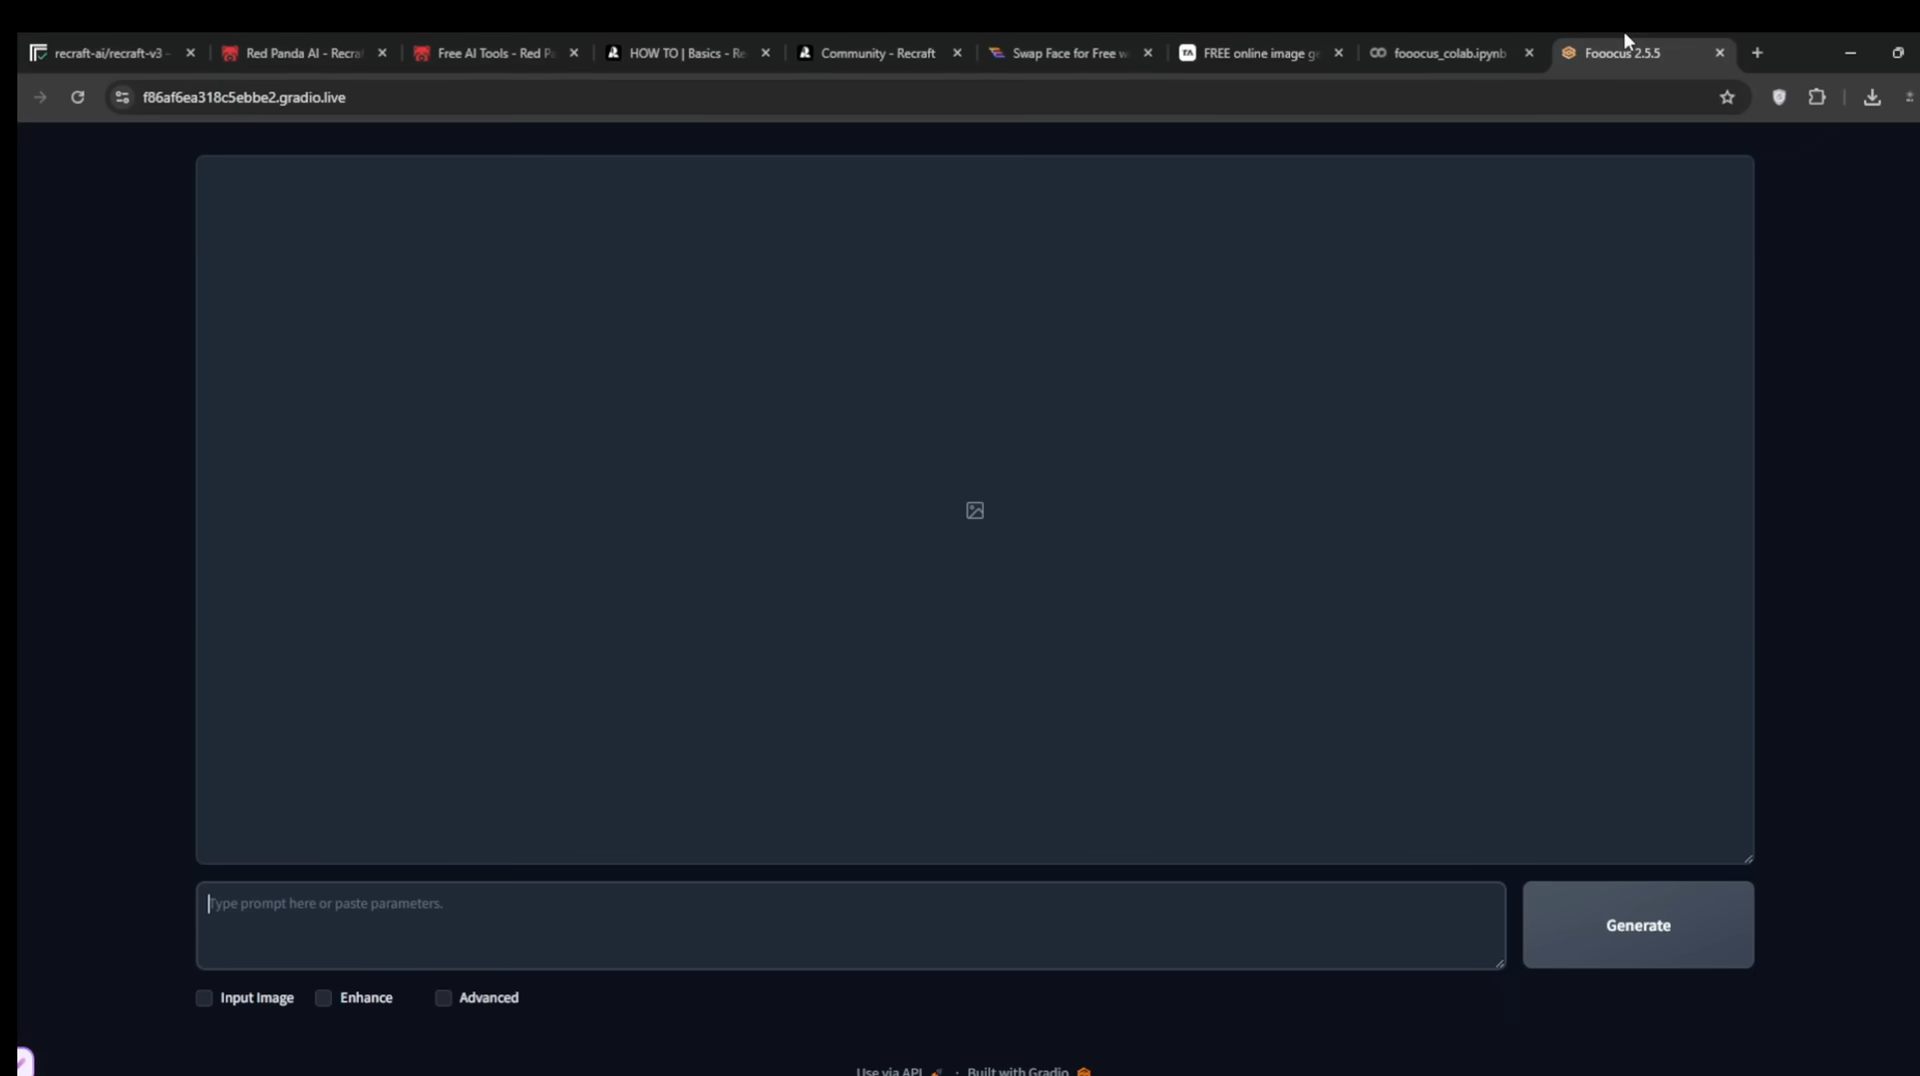 recraft-ai/recraft-v3 -
Red Panda AI - Recra
Free AI Tools - Red P
HOW TO | Basics - Re
Community - Recraft
Swap Face for Free w
FREE online image ge
fooocus_colab.ipynb
Fooocus 2.5.5
f86af6ea318c5ebbe2.gradio.live
Type prompt here or paste parameters.
Generate
Input Image
Enhance
Advanced
Use via API · Built with Gradio